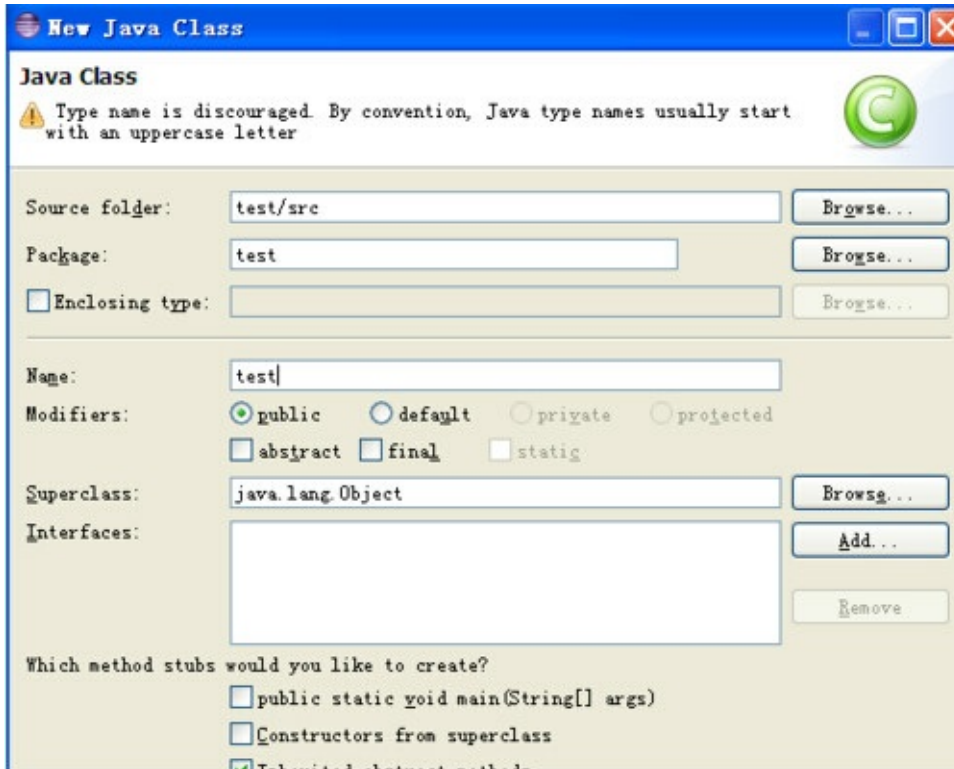 New Java Class
Java Class
Type name is discouraged. By convention, Java type names usually start
with an uppercase letter
Source folder: test/src Browse...
Package: test Browse...
Enclosing type: Browse...
Name: test
Modifiers: public default private protected
abstract final static
Superclass: java.lang.Object Browse...
Interfaces: Add...
Remove
Which method stubs would you like to create?
public static void main(String[] args)
Constructors from superclass
Inherited abstract methods